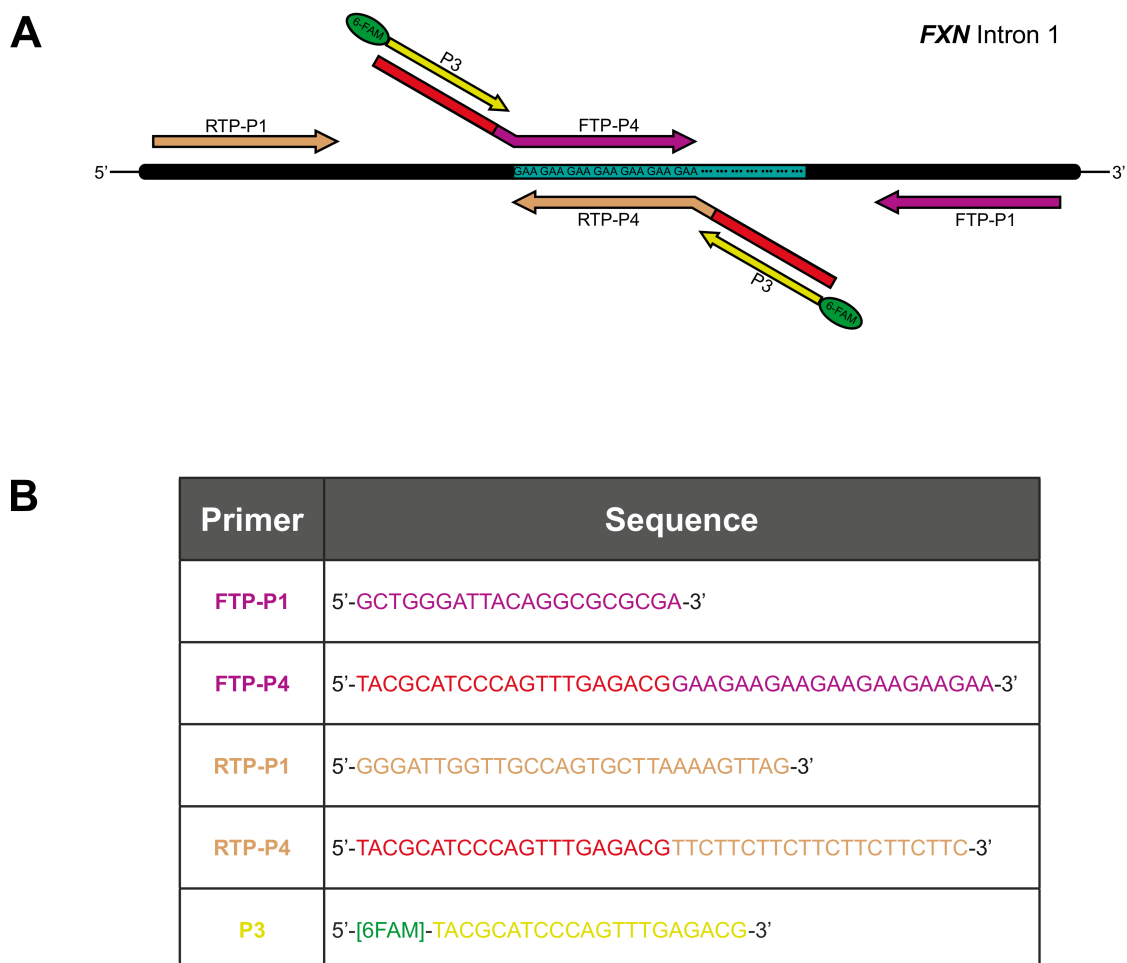 A
FXN Intron 1
6-FAM
P3
RTP-P1
FTP-P4
5’
GAA GAA GAA GAA GAA GAA GAA ••• ••• ••• ••• ••• ••• •••
3’
RTP-P4
FTP-P1
P3
6-FAM
B
Primer Sequence
FTP-P1 5’-GCTGGGATTACAGGCGCGCGA-3’
FTP-P4 5’-TACGCATCCCAGTTTGAGACGGAAGAAGAAGAAGAAGAAGAA-3’
RTP-P1 5’-GGGATTGGTTGCCAGTGCTTAAAAGTTAG-3’
RTP-P4 5’-TACGCATCCCAGTTTGAGACGTTCTTCTTCTTCTTCTTCTTC-3’
P3 5’-[6FAM]-TACGCATCCCAGTTTGAGACG-3’